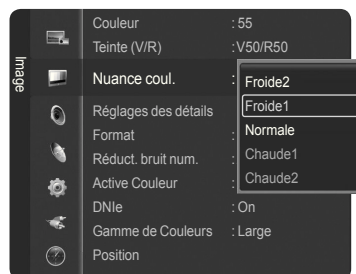 Image
Couleur : 55
Teinte (V/R) : V50/R50
Nuance coul. :
Froide2
Froide1
Normale
Chaude1
Chaude2
Réglages des détails
Format :
Réduct. bruit num. :
Active Couleur :
DNIe : On
Gamme de Couleurs : Large
Position